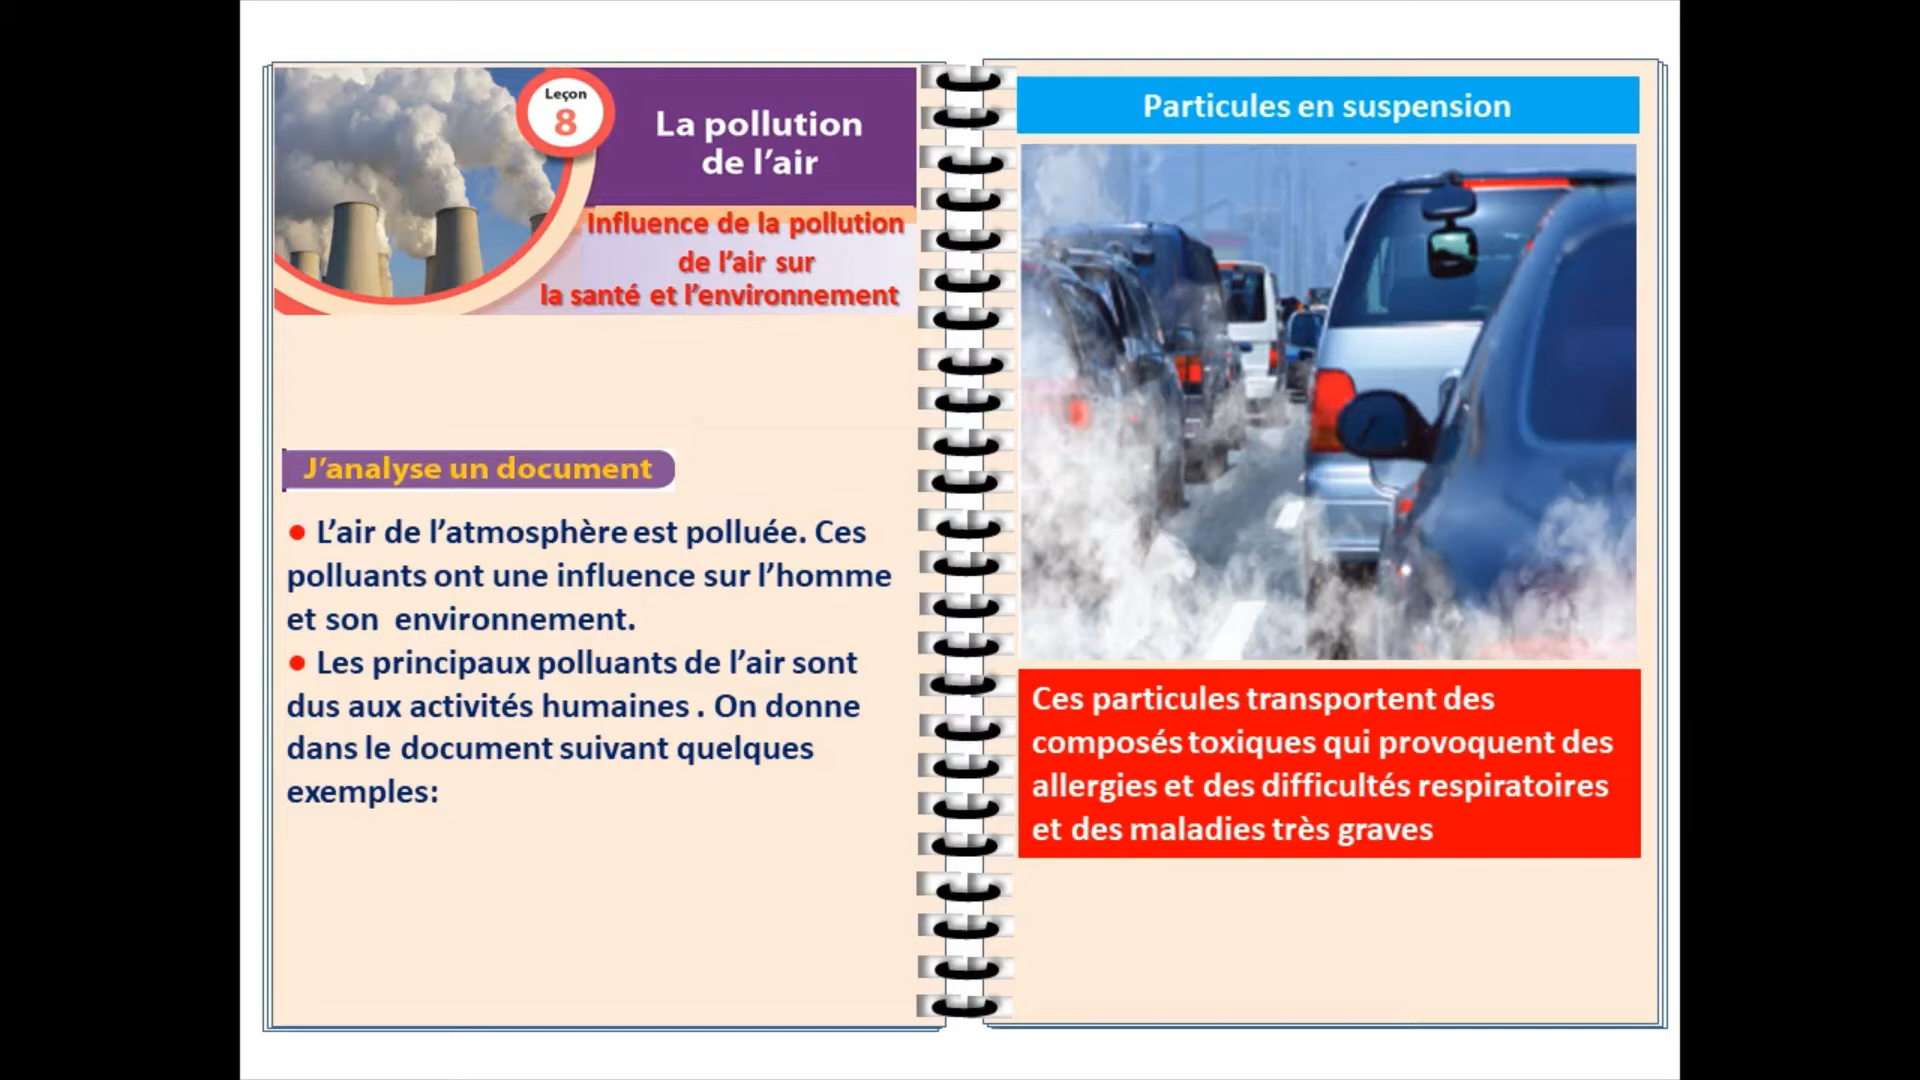 Leçon
8
La pollution
de l’air
Influence de la pollution
de l’air sur
la santé et l’environnement
J’analyse un document
● L’air de l’atmosphère est polluée. Ces
polluants ont une influence sur l’homme
et son environnement.
● Les principaux polluants de l’air sont
dus aux activités humaines . On donne
dans le document suivant quelques
exemples:
Particules en suspension
Ces particules transportent des
composés toxiques qui provoquent des
allergies et des difficultés respiratoires
et des maladies très graves